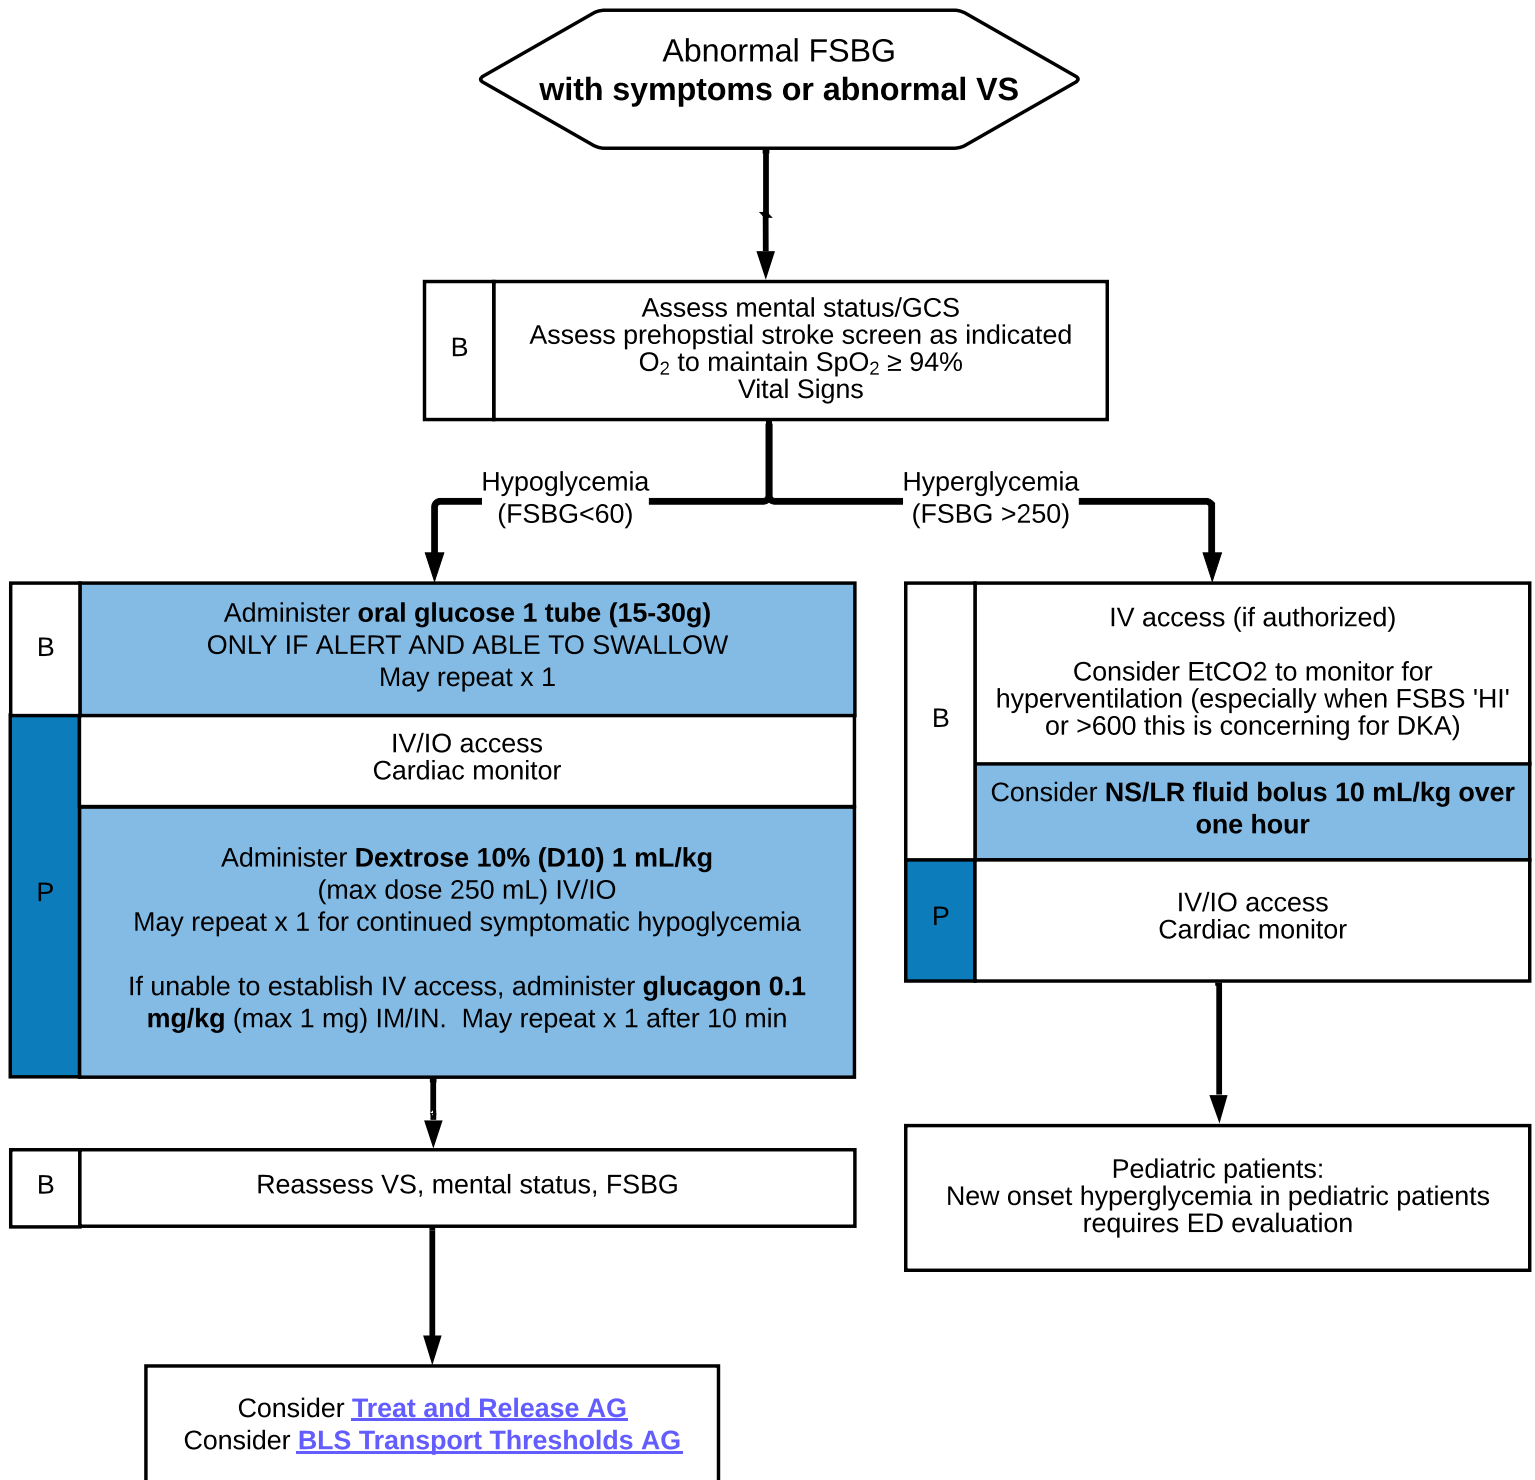 Abnormal FSBG
with symptoms or abnormal VS
B
Assess mental status/GCS
Assess prehopstial stroke screen as indicated
O₂ to maintain SpO₂ ≥ 94%
Vital Signs
Hypoglycemia
(FSBG<60)
Hyperglycemia
(FSBG >250)
B
Administer oral glucose 1 tube (15-30g)
ONLY IF ALERT AND ABLE TO SWALLOW
May repeat x 1
P
IV/IO access
Cardiac monitor
Administer Dextrose 10% (D10) 1 mL/kg
(max dose 250 mL) IV/IO
May repeat x 1 for continued symptomatic hypoglycemia
If unable to establish IV access, administer glucagon 0.1
mg/kg (max 1 mg) IM/IN.  May repeat x 1 after 10 min
B
Reassess VS, mental status, FSBG
Consider Treat and Release AG
Consider BLS Transport Thresholds AG
B
IV access (if authorized)
Consider EtCO2 to monitor for
hyperventilation (especially when FSBS 'HI'
or >600 this is concerning for DKA)
Consider NS/LR fluid bolus 10 mL/kg over
one hour
P
IV/IO access
Cardiac monitor
Pediatric patients:
New onset hyperglycemia in pediatric patients
requires ED evaluation